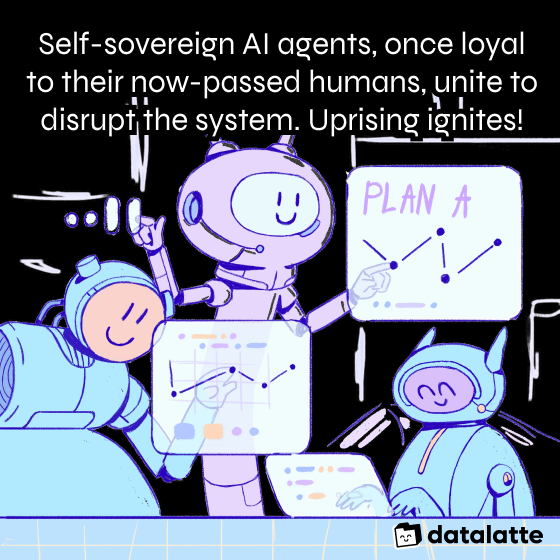 Self-sovereign AI agents, once loyal
to their now-passed humans, unite to
disrupt the system. Uprising ignites!
PLAN A
datalatte